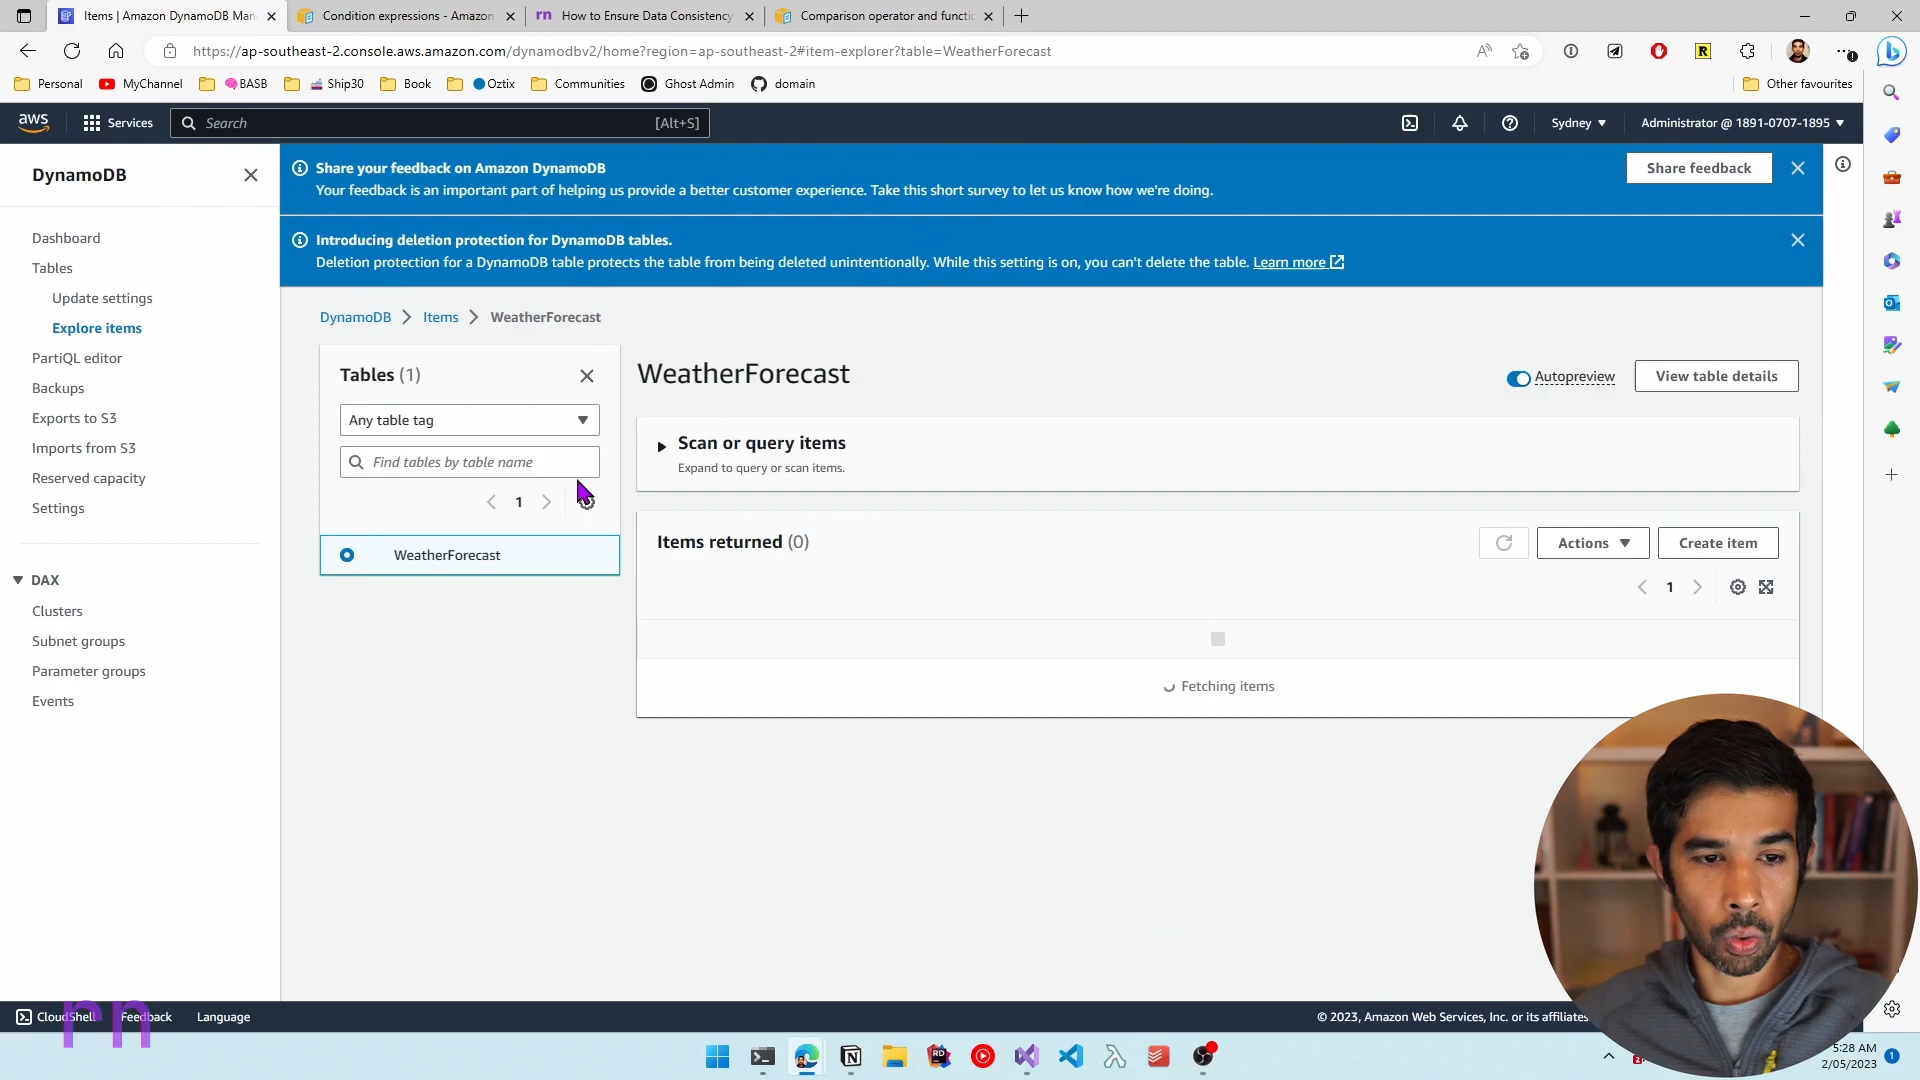 Items | Amazon DynamoDB Man
Condition expressions - Amazon
How to Ensure Data Consistency
Comparison operator and functio
https://ap-southeast-2.console.aws.amazon.com/dynamodbv2/home?region=ap-southeast-2#item-explorer?table=WeatherForecast
Personal
MyChannel
BASB
Ship30
Book
Oztix
Communities
Ghost Admin
domain
Other favourites
aws
Services
Search
[Alt+S]
Sydney
Administrator @ 1891-0707-1895
DynamoDB
Dashboard
Tables
Update settings
Explore items
PartiQL editor
Backups
Exports to S3
Imports from S3
Reserved capacity
Settings
DAX
Clusters
Subnet groups
Parameter groups
Events
Share your feedback on Amazon DynamoDB
Your feedback is an important part of helping us provide a better customer experience. Take this short survey to let us know how we're doing.
Share feedback
Introducing deletion protection for DynamoDB tables.
Deletion protection for a DynamoDB table protects the table from being deleted unintentionally. While this setting is on, you can't delete the table. Learn more
DynamoDB
Items
WeatherForecast
Tables (1)
Any table tag
Find tables by table name
1
WeatherForecast
WeatherForecast
Autopreview
View table details
Scan or query items
Expand to query or scan items.
Items returned (0)
Actions
Create item
1
Fetching items
CloudShell
Feedback
Language
© 2023, Amazon Web Services, Inc. or its affiliates
rn
5:28 AM
2/05/2023